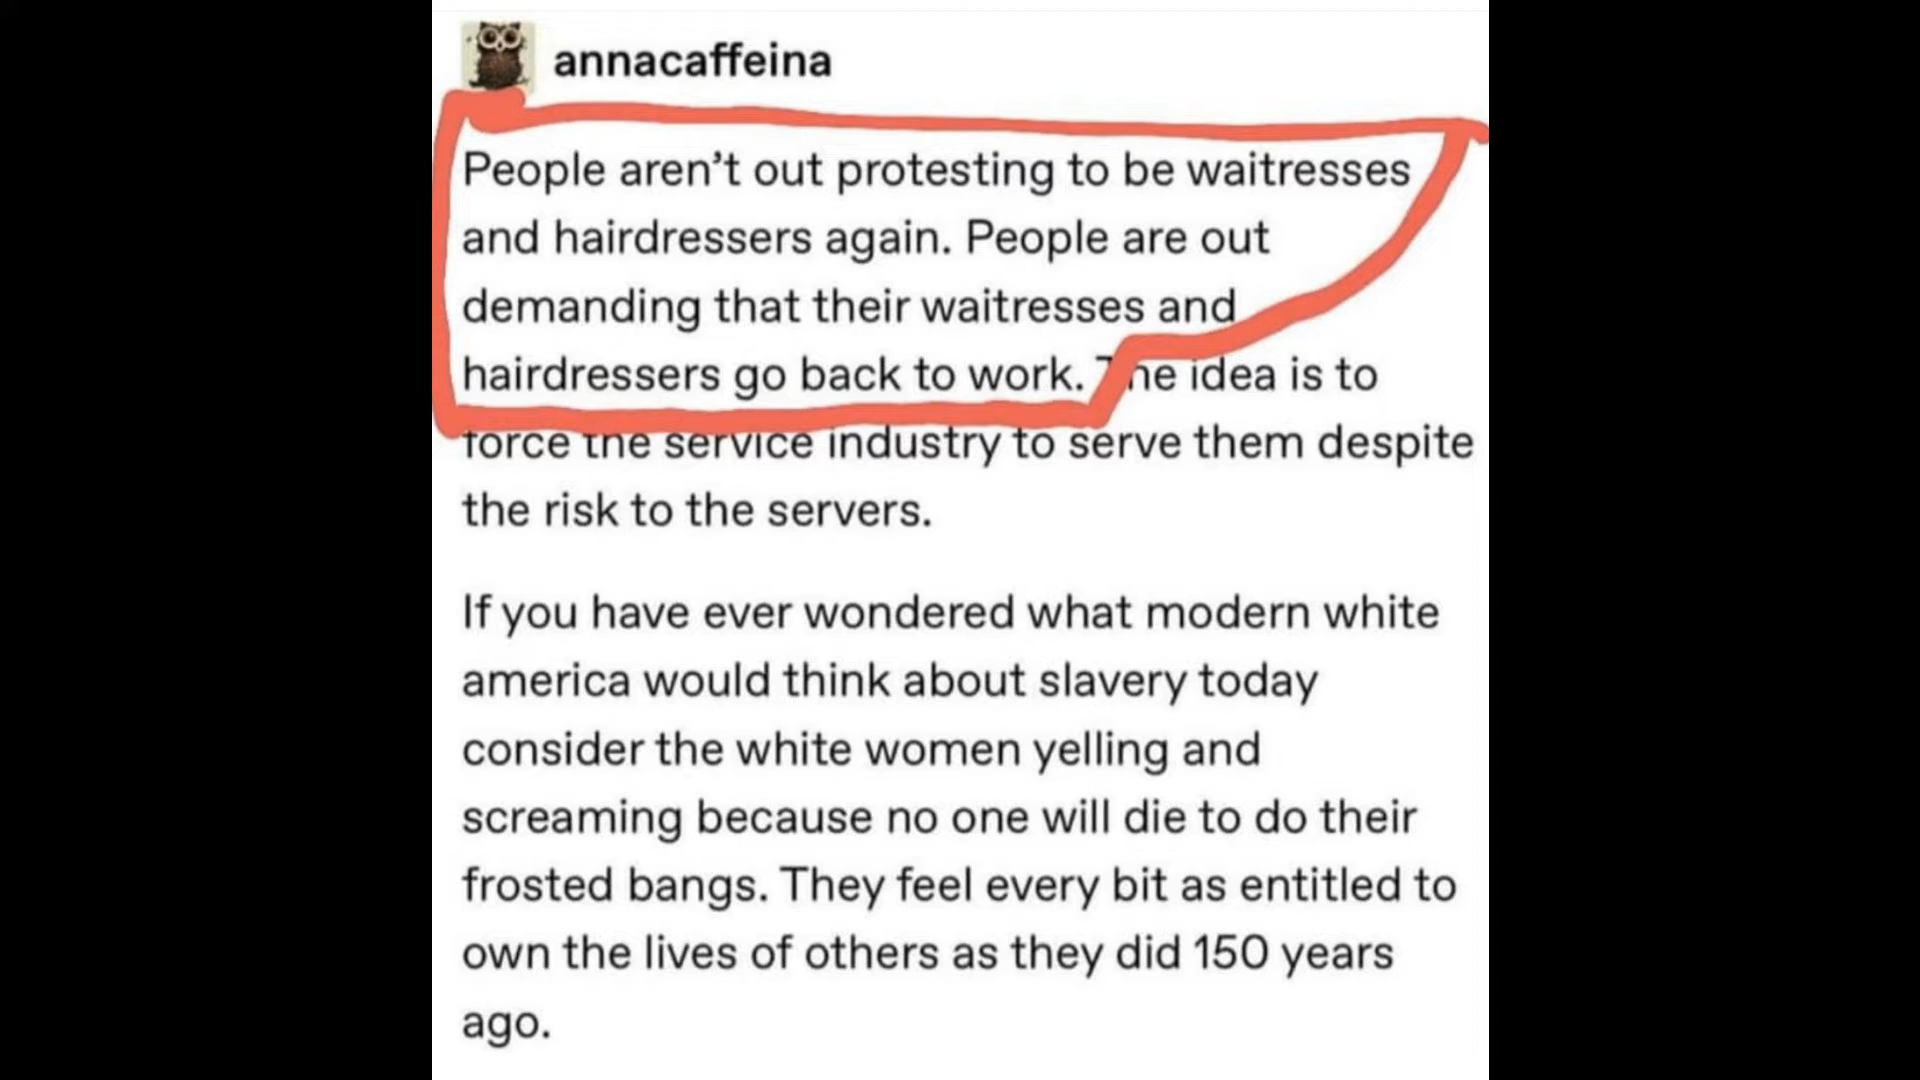 annacaffeina
People aren't out protesting to be waitresses
and hairdressers again. People are out
demanding that their waitresses and
hairdressers go back to work. The idea is to
force the service industry to serve them despite
the risk to the servers.
If you have ever wondered what modern white
america would think about slavery today
consider the white women yelling and
screaming because no one will die to do their
frosted bangs. They feel every bit as entitled to
own the lives of others as they did 150 years
ago.